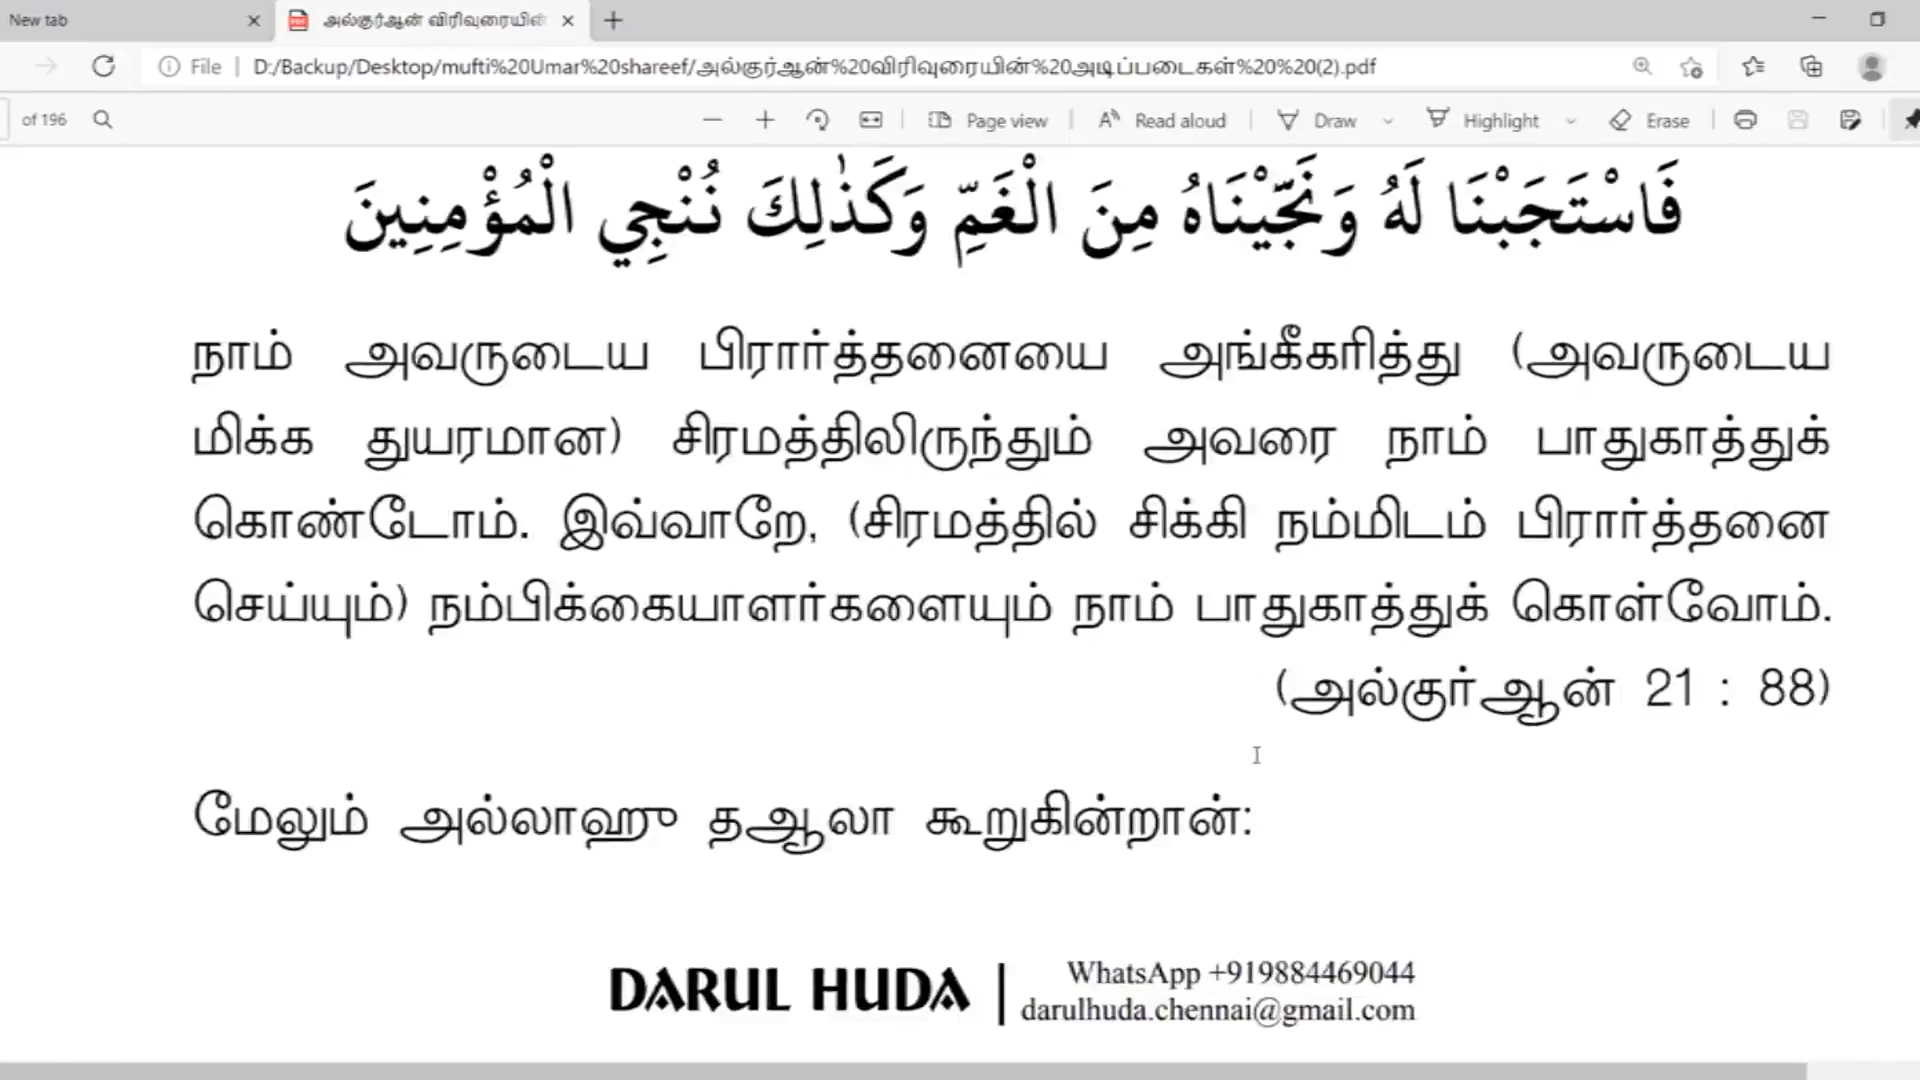 New tab
அல்குர்ஆன் விரிவுரையின்
File
D:/Backup/Desktop/mufti%20Umar%20shareef/அல்குர்ஆன்%20விரிவுரையின்%20அடிப்படைகள்%20%20(2).pdf
of 196
Page view
Read aloud
Draw
Highlight
Erase
فَاسْتَجَبْنَا لَهُ وَنَجَّيْنَاهُ مِنَ الْغَمِّ وَكَذٰلِكَ نُنْجِي الْمُؤْمِنِينَ
நாம் அவருடைய பிரார்த்தனையை அங்கீகரித்து (அவருடைய
மிக்க துயரமான) சிரமத்திலிருந்தும் அவரை நாம் பாதுகாத்துக்
கொண்டோம். இவ்வாறே, (சிரமத்தில் சிக்கி நம்மிடம் பிரார்த்தனை
செய்யும்) நம்பிக்கையாளர்களையும் நாம் பாதுகாத்துக் கொள்வோம்.
(அல்குர்ஆன் 21 : 88)
மேலும் அல்லாஹு தஆலா கூறுகின்றான்:
DARUL HUDA
WhatsApp +919884469044
darulhuda.chennai@gmail.com